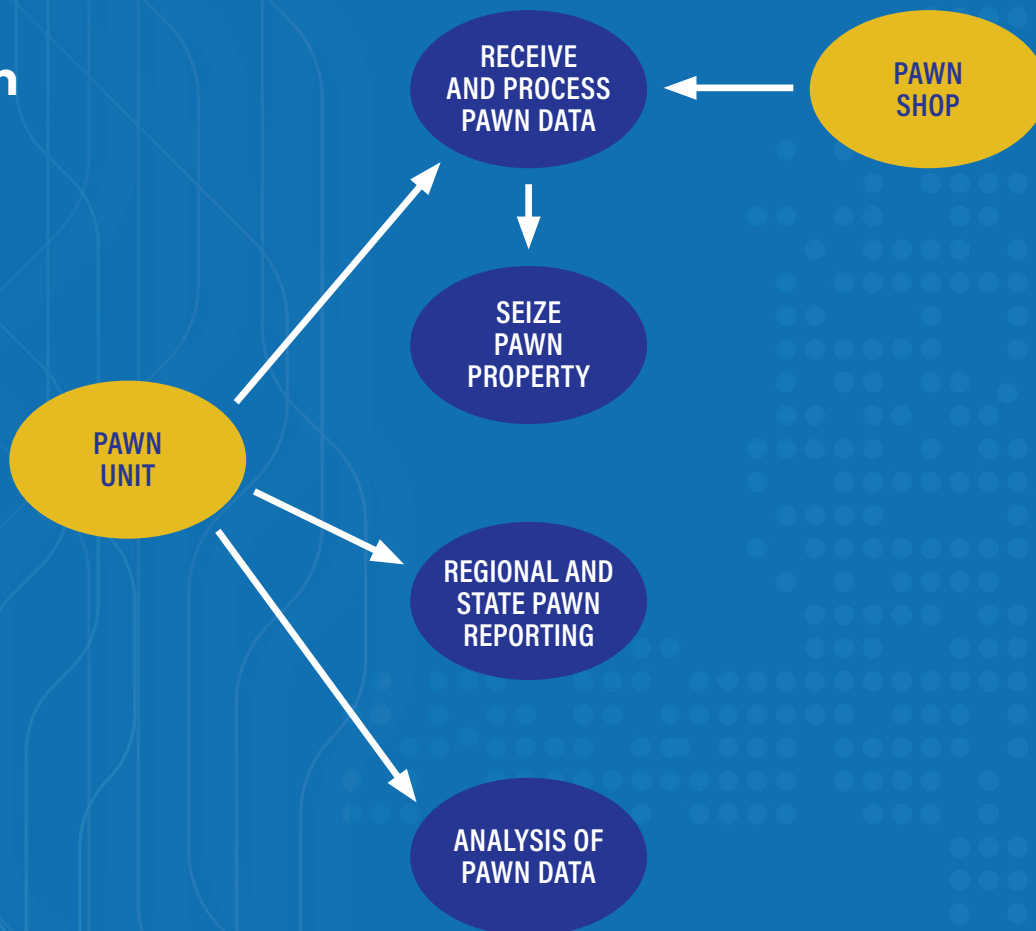 RECEIVE
AND PROCESS
PAWN DATA
PAWN
SHOP
SEIZE
PAWN
PROPERTY
PAWN
UNIT
REGIONAL AND
STATE PAWN
REPORTING
ANALYSIS OF
PAWN DATA